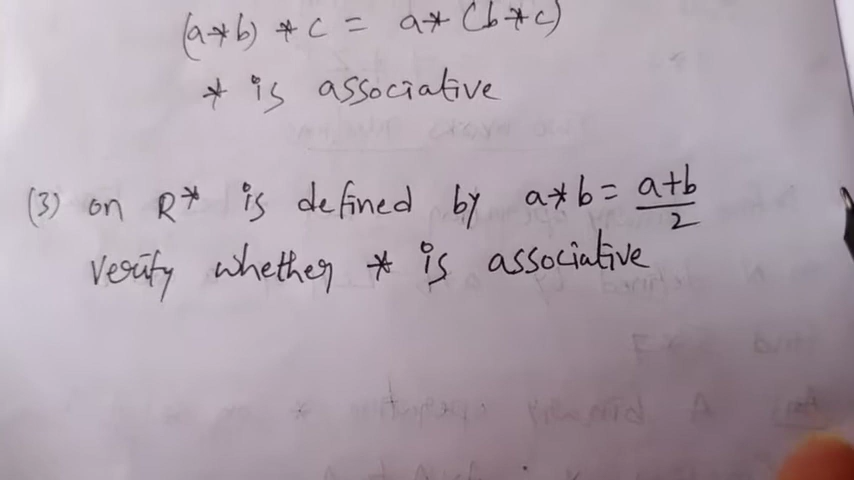 (a*b) *c = a* (b*c)
* is associative
(3) on R* is defined by a*b = a+b/2
verify whether * is associative